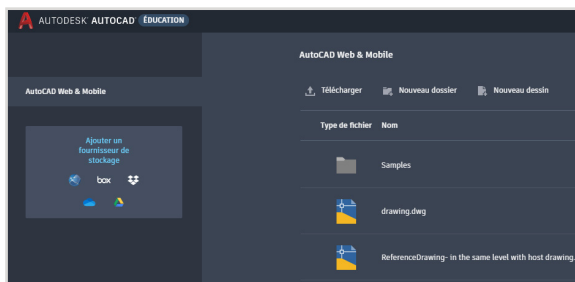 AUTODESK® AUTOCAD® ÉDUCATION
AutoCAD Web & Mobile
AutoCAD Web & Mobile
Télécharger Nouveau dossier Nouveau dessin
Type de fichier Nom
Ajouter un
fournisseur de
stockage
box
Samples
drawing.dwg
ReferenceDrawing- in the same level with host drawing.